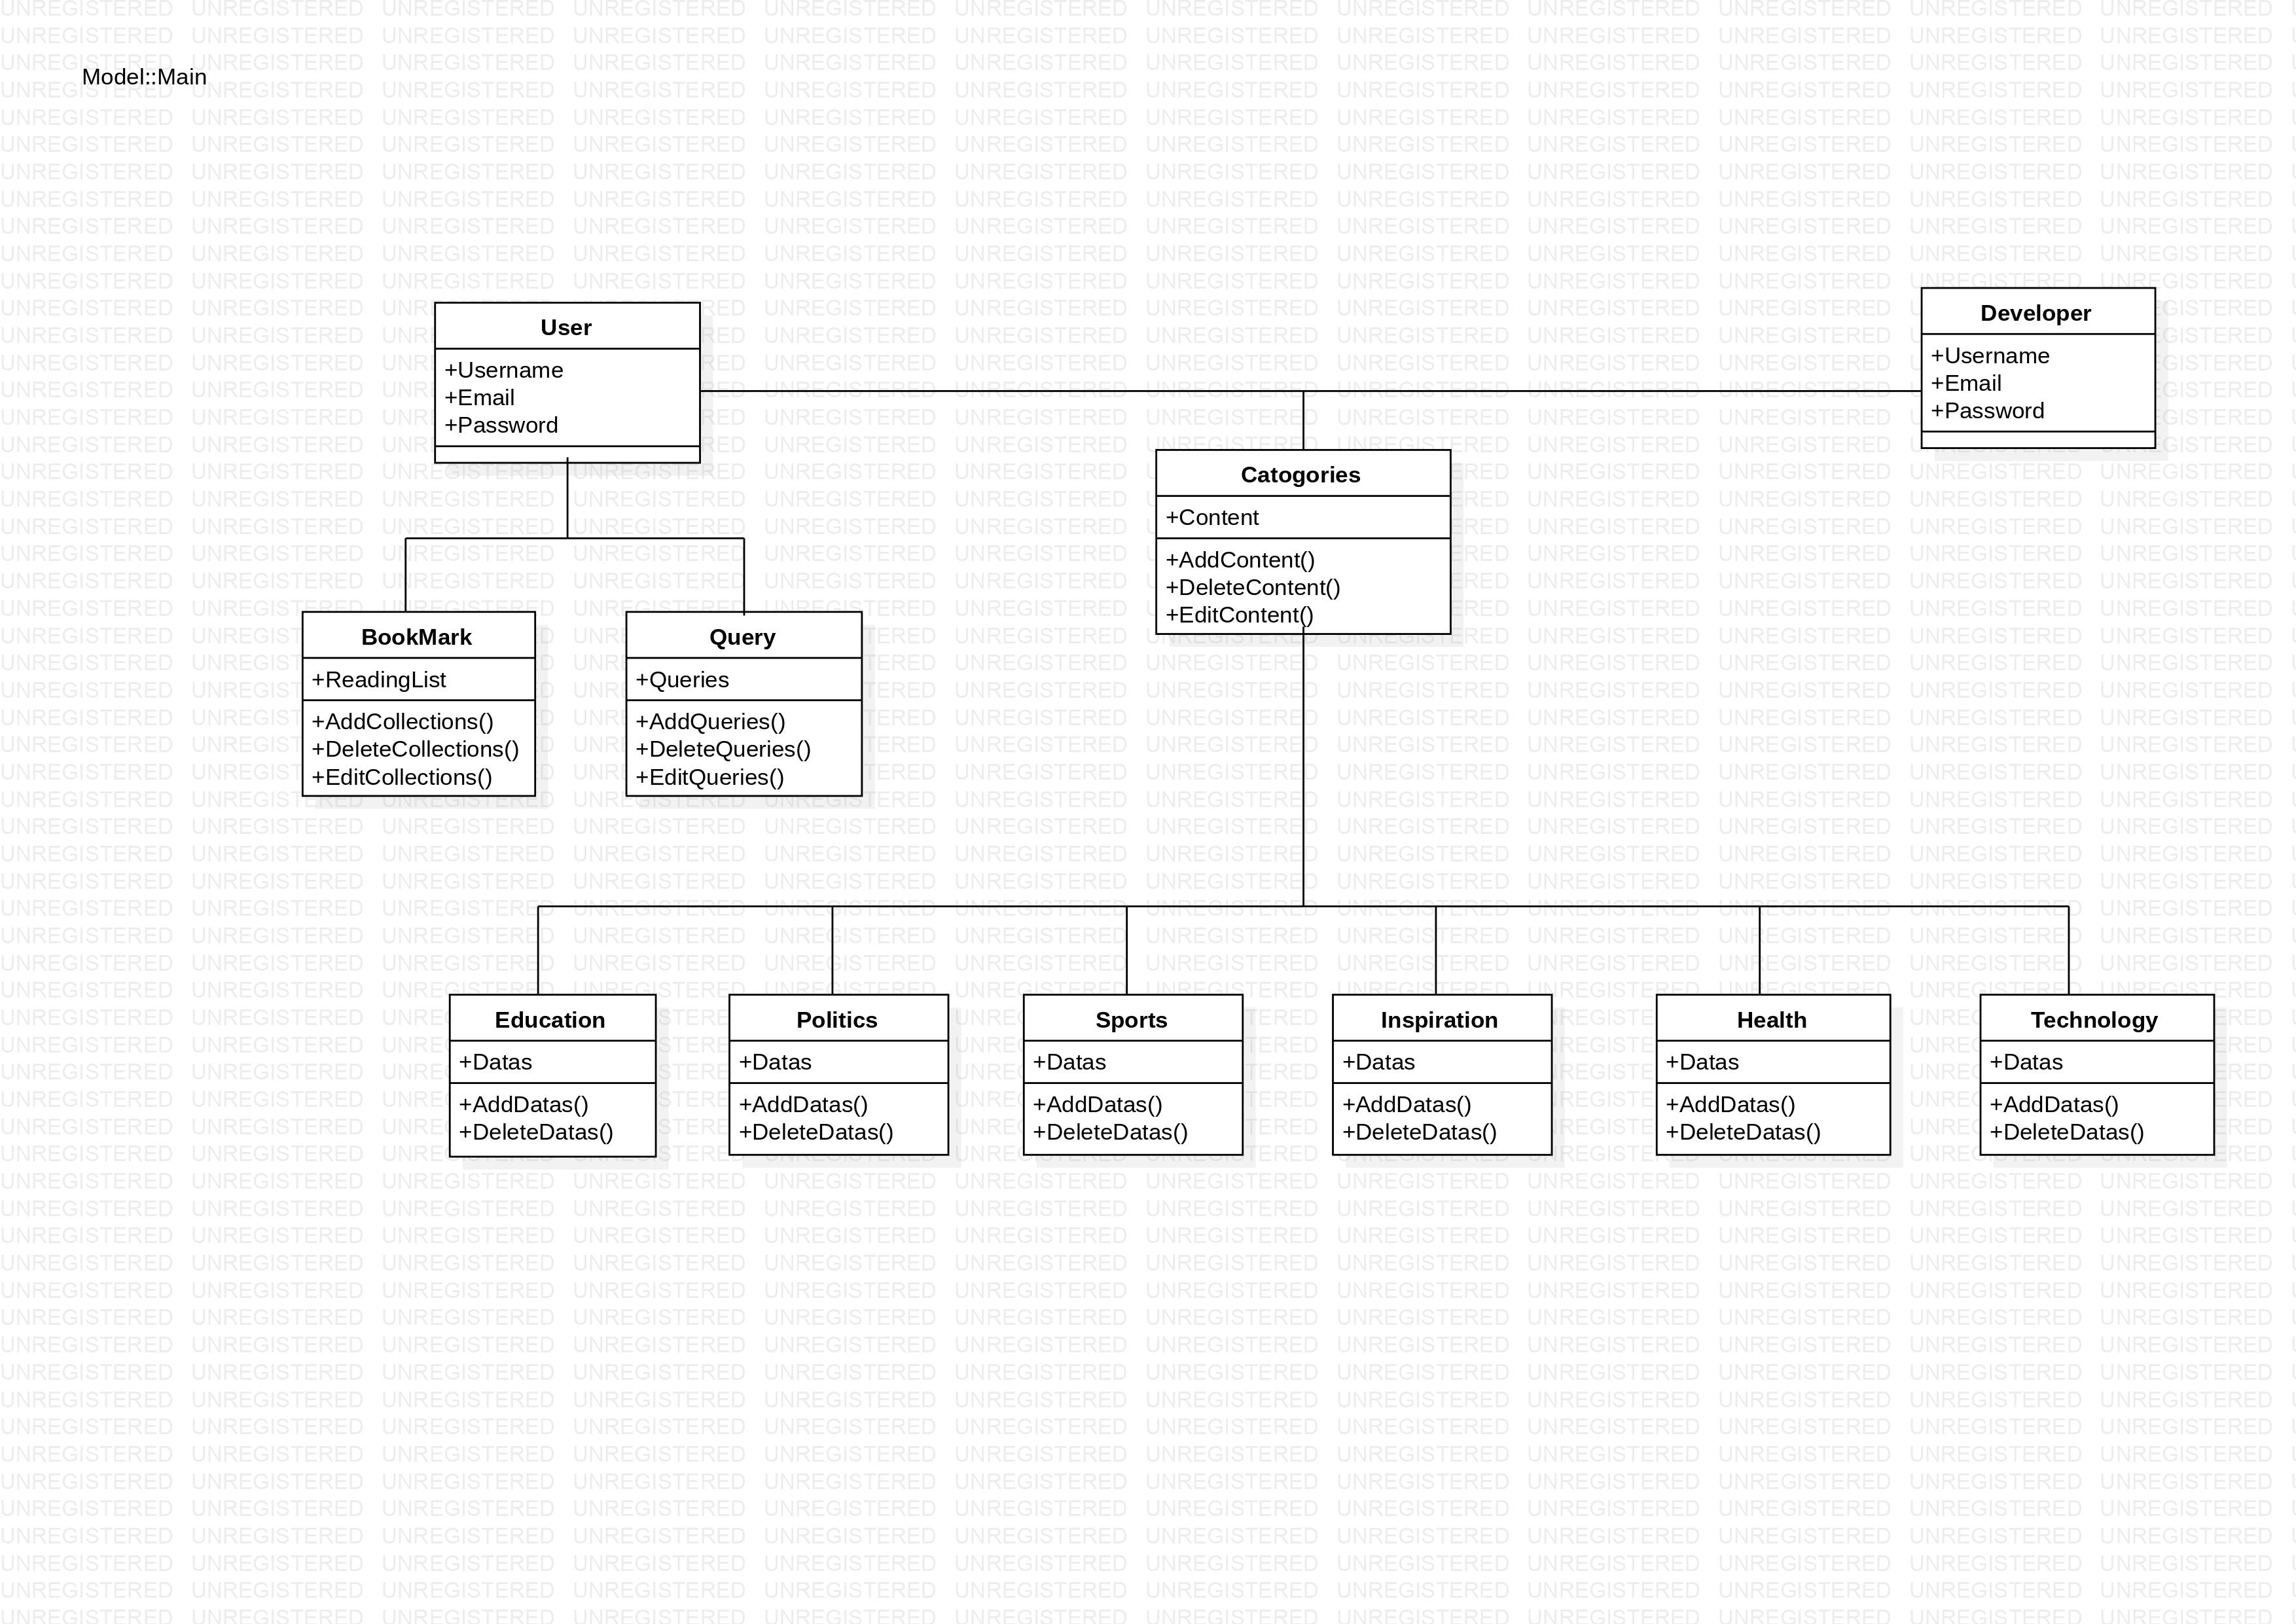 Model::Main
User
+Username
+Email
+Password
Developer
+Username
+Email
+Password
Catogories
+Content
+AddContent()
+DeleteContent()
+EditContent()
BookMark
+ReadingList
+AddCollections()
+DeleteCollections()
+EditCollections()
Query
+Queries
+AddQueries()
+DeleteQueries()
+EditQueries()
Education
+Datas
+AddDatas()
+DeleteDatas()
Politics
+Datas
+AddDatas()
+DeleteDatas()
Sports
+Datas
+AddDatas()
+DeleteDatas()
Inspiration
+Datas
+AddDatas()
+DeleteDatas()
Health
+Datas
+AddDatas()
+DeleteDatas()
Technology
+Datas
+AddDatas()
+DeleteDatas()
UNREGISTERED